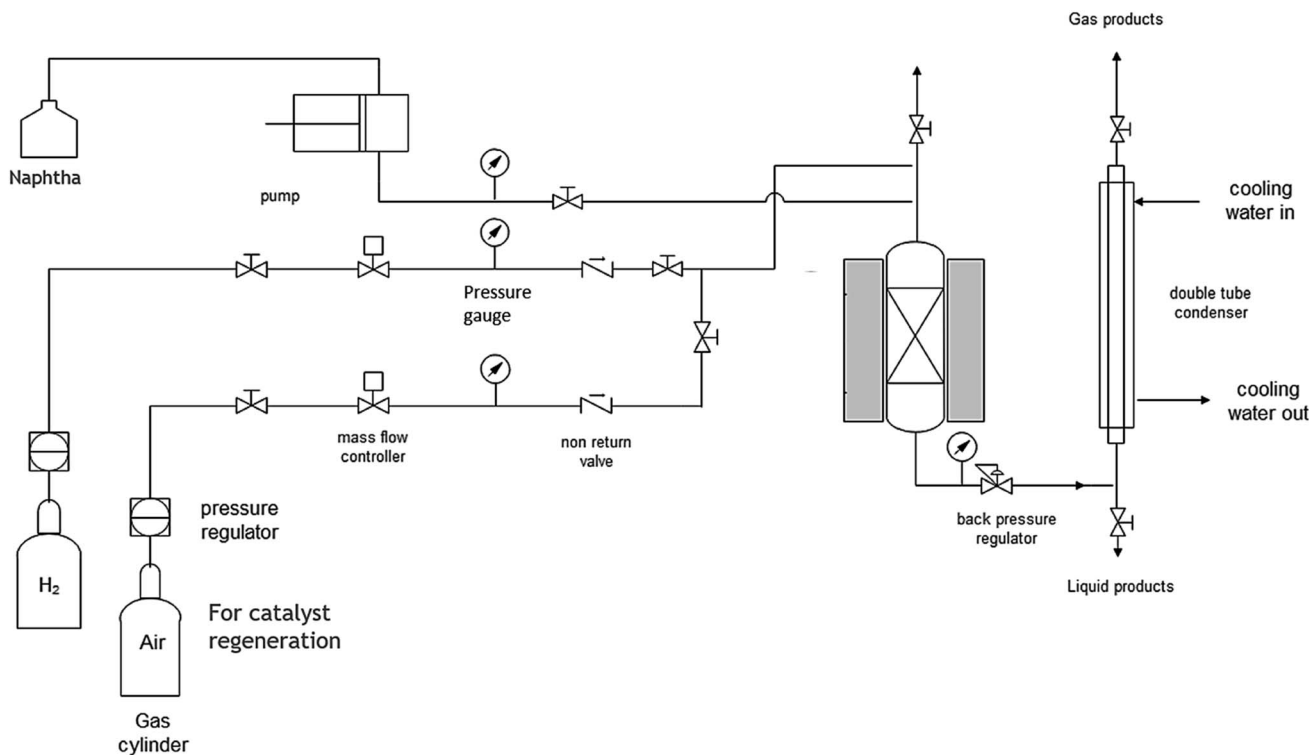 Gas products
Naphtha
pump
cooling
water in
Pressure
gauge
double tube
condenser
cooling
water out
mass flow
controller
non return
valve
pressure
regulator
back pressure
regulator
H₂
Liquid products
For catalyst
regeneration
Air
Gas
cylinder